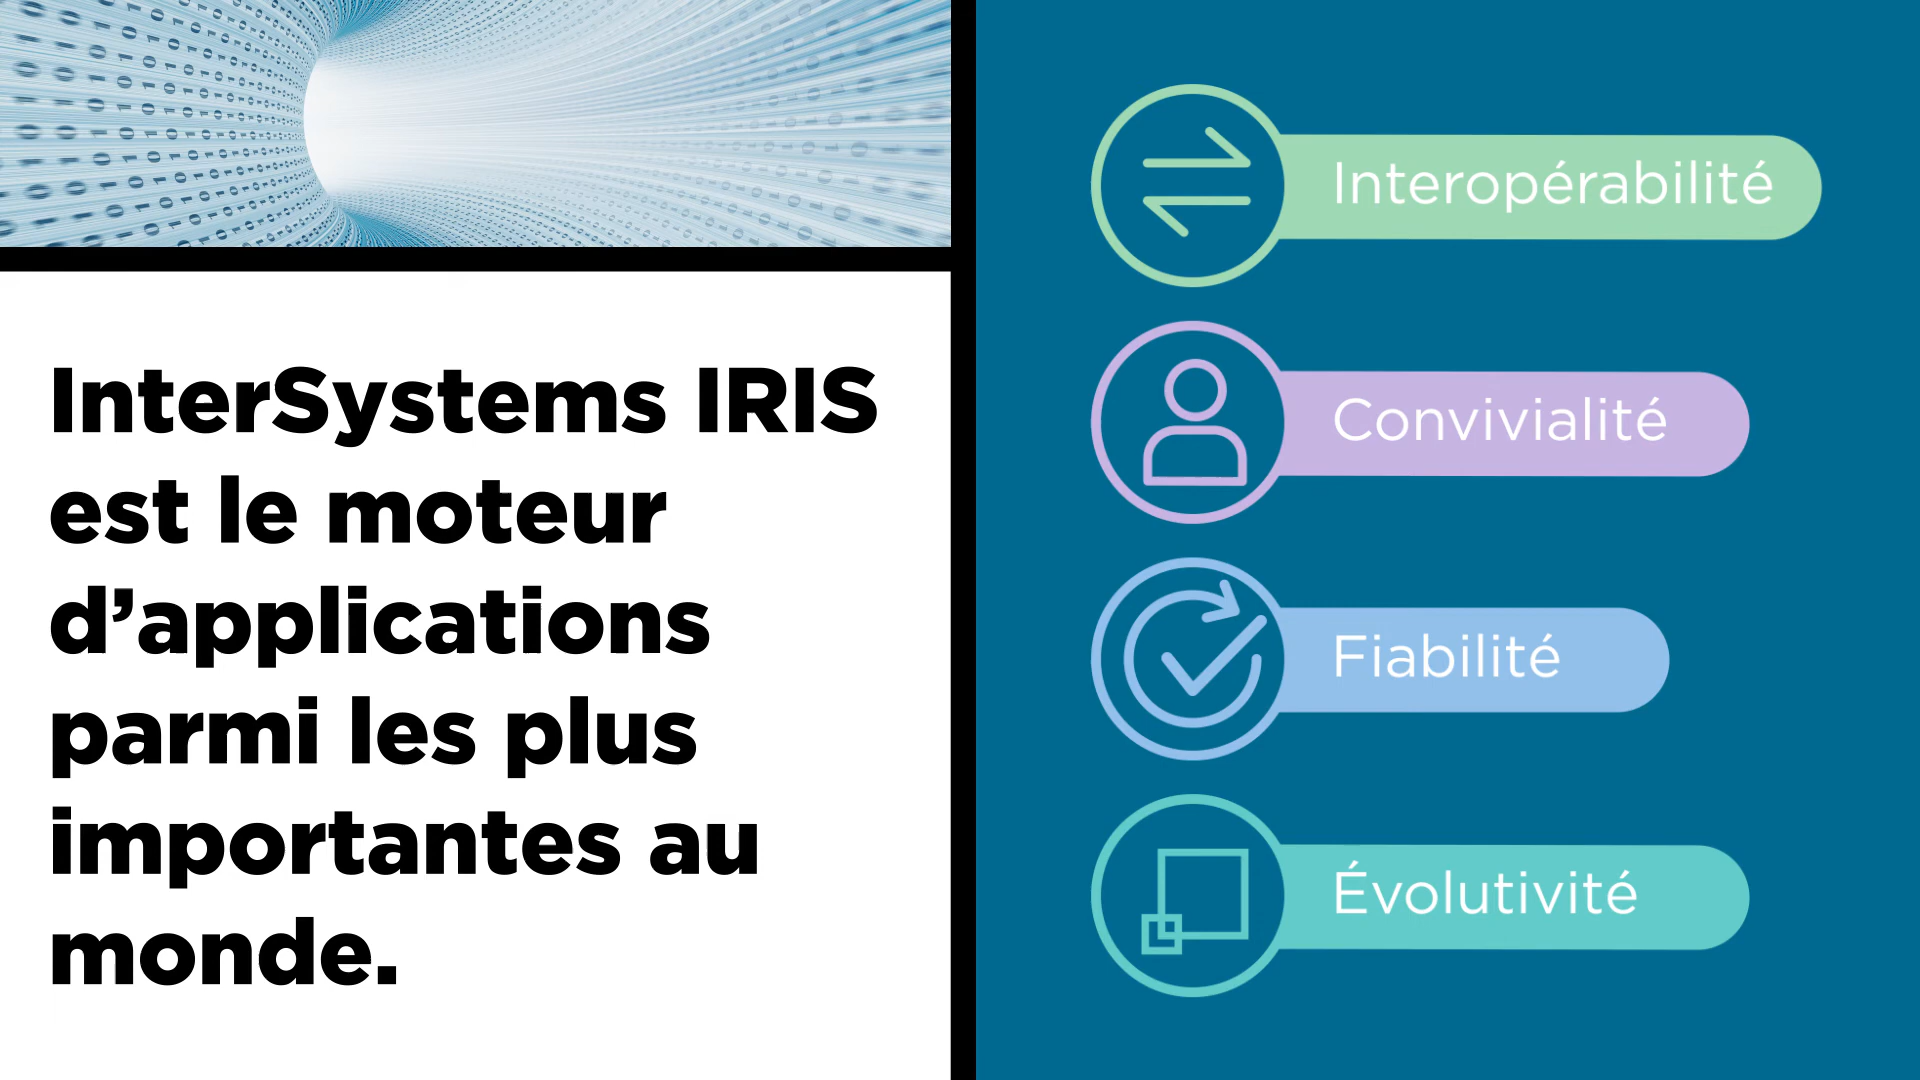 InterSystems IRIS
est le moteur
d’applications
parmi les plus
importantes au
monde.
Interopérabilité
Convivialité
Fiabilité
Évolutivité